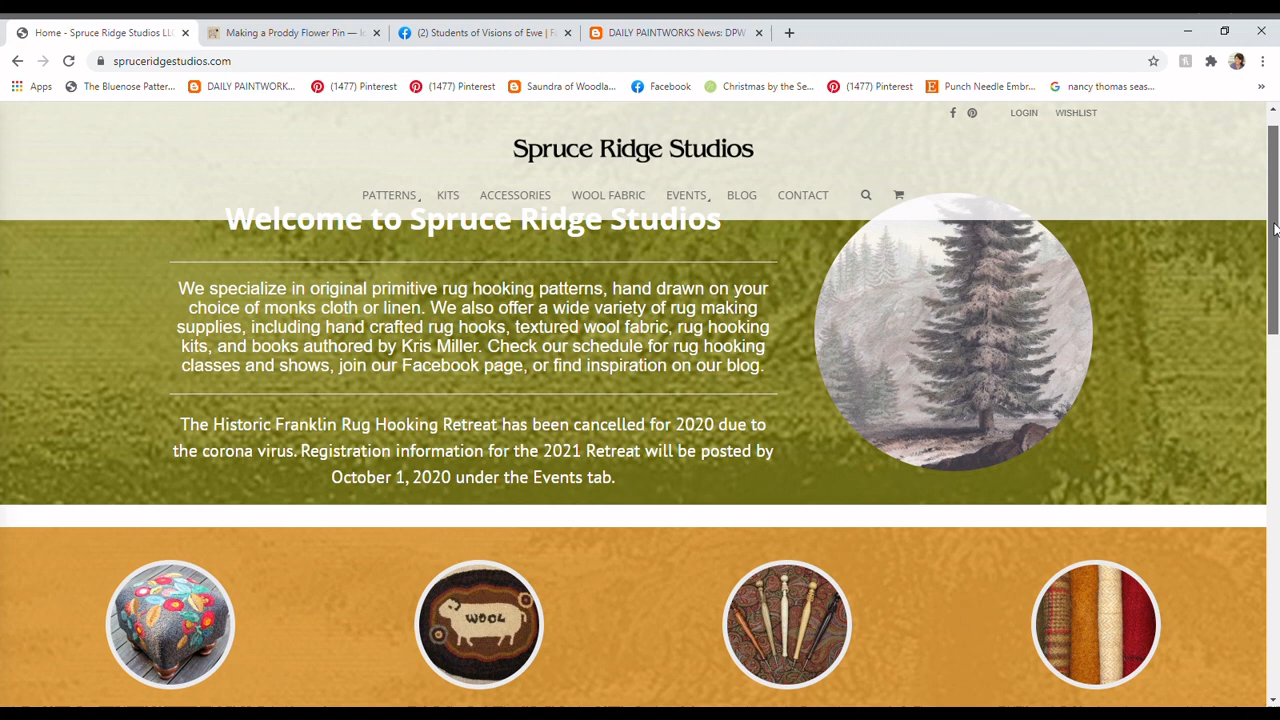 Home - Spruce Ridge Studios LL
Making a Proddy Flower Pin —
(2) Students of Visions of Ewe | F
DAILY PAINTWORKS News: DPW
spruceridgestudios.com
Apps
The Bluenose Patter...
DAILY PAINTWORK...
(1477) Pinterest
(1477) Pinterest
Saundra of Woodla...
Facebook
Christmas by the Se...
(1477) Pinterest
Punch Needle Embr...
nancy thomas seas...
LOGIN
WISHLIST
Spruce Ridge Studios
PATTERNS
KITS
ACCESSORIES
WOOL FABRIC
EVENTS
BLOG
CONTACT
Welcome to Spruce Ridge Studios
We specialize in original primitive rug hooking patterns, hand drawn on your
choice of monks cloth or linen. We also offer a wide variety of rug making
supplies, including hand crafted rug hooks, textured wool fabric, rug hooking
kits, and books authored by Kris Miller. Check our schedule for rug hooking
classes and shows, join our Facebook page, or find inspiration on our blog.
The Historic Franklin Rug Hooking Retreat has been cancelled for 2020 due to
the corona virus. Registration information for the 2021 Retreat will be posted by
October 1, 2020 under the Events tab.
WOOL